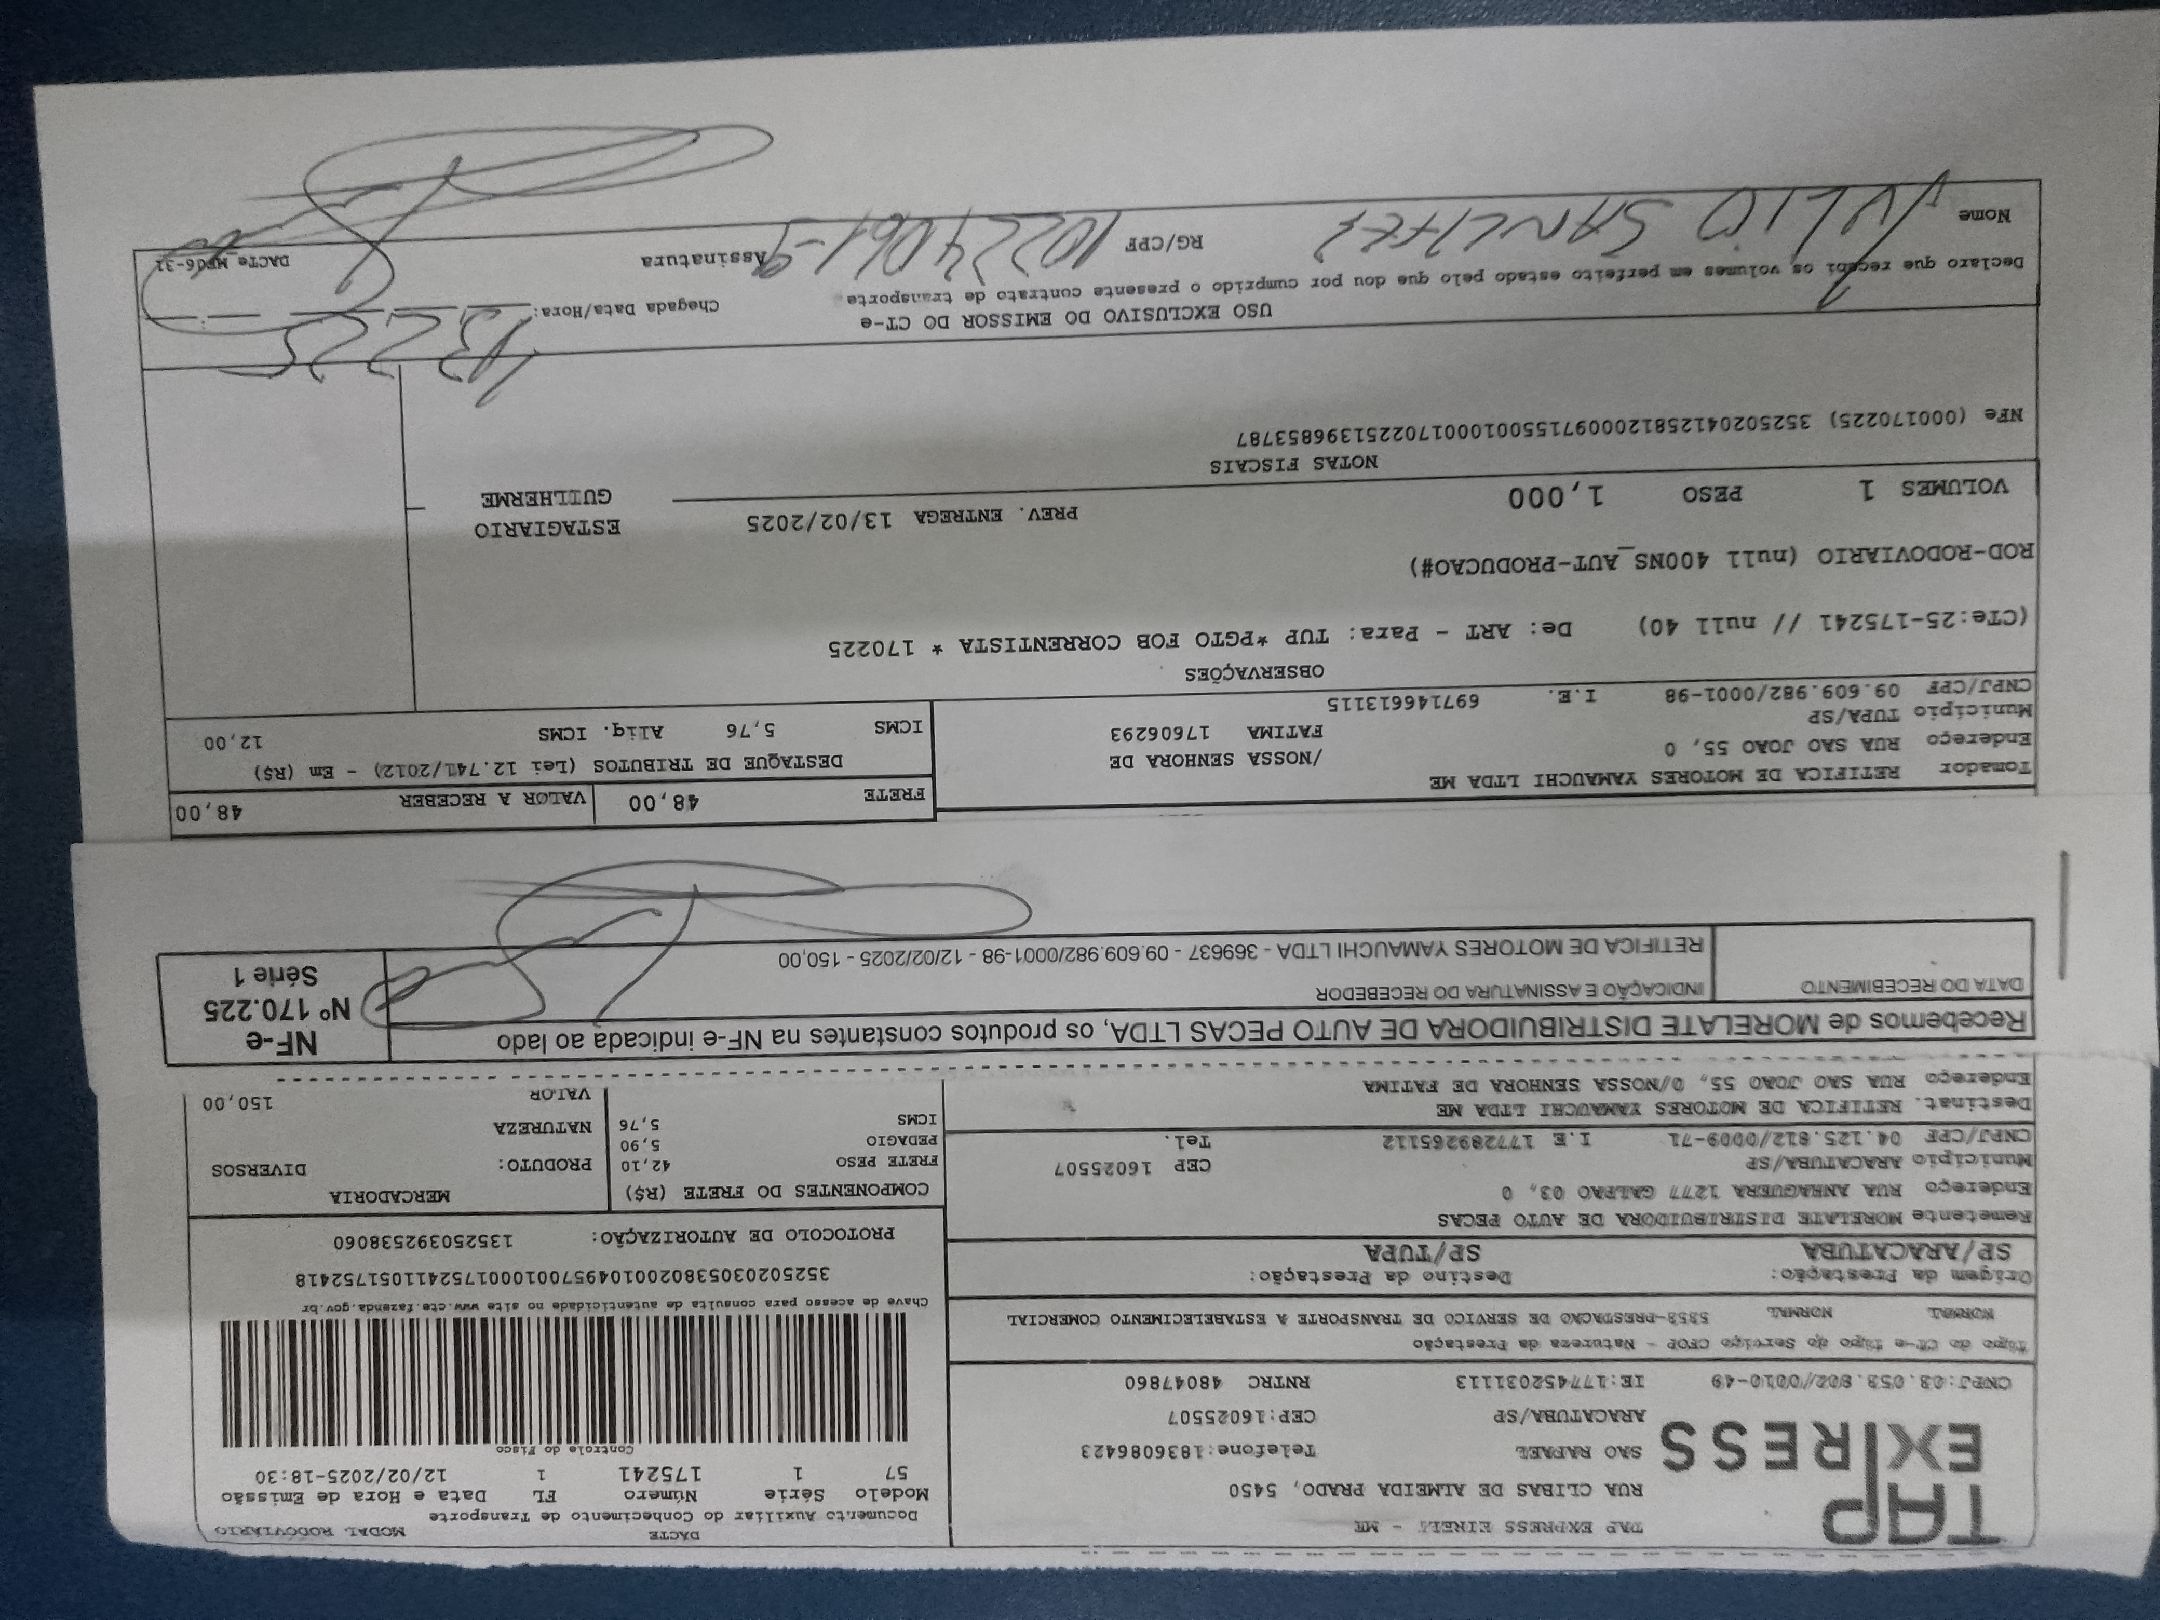 TAP
EXPRESS
TAP EXPRESS EIRELI - ME
RUA CLIBAS DE ALMEIDA PRADO, 5450
SAO RAFAEL Telefone:1836086423
ARACATUBA/SP CEP:16025507
CNPJ:03.053.802/0010-49 IE:177452031113 RNTRC 48047860
Tipo do CT-e Tipo do Serviço CFOP - Natureza da Prestação
NORMAL NORMAL 5353-PRESTACAO DE SERVICO DE TRANSPORTE A ESTABELECIMENTO COMERCIAL
Origem da Prestação: Destino da Prestação:
SP/ARACATUBA SP/TUPA
Remetente MORELATE DISTRIBUIDORA DE AUTO PECAS
Endereço RUA ANHAGUERA 1277 GALPAO 03, 0
Município ARACATUBA/SP CEP 16025507
CNPJ/CPF 04.125.812/0009-71 I.E 177289265112 Tel.
Destinat. RETIFICA DE MOTORES YAMAUCHI LTDA ME
Endereço RUA SAO JOAO 55, 0/NOSSA SENHORA DE FATIMA
DACTE MODAL RODOVIÁRIO
Documento Auxiliar do Conhecimento de Transporte
Modelo Série Número FL Data e Hora de Emissão
57 1 175241 1 12/02/2025-18:30
Controle do Fisco
Chave de acesso para consulta de autenticidade no site www.cte.fazenda.gov.br
35250203053802001049570010001752411051752418
PROTOCOLO DE AUTORIZAÇÃO: 135250392538060
COMPONENTES DO FRETE (R$) MERCADORIA
FRETE PESO 42,10 PRODUTO: DIVERSOS
PEDAGIO 5,90
ICMS 5,76 NATUREZA
VALOR 150,00
Recebemos de MORELATE DISTRIBUIDORA DE AUTO PECAS LTDA, os produtos constantes na NF-e indicada ao lado
DATA DO RECEBIMENTO INDICAÇÃO E ASSINATURA DO RECEBEDOR
RETIFICA DE MOTORES YAMAUCHI LTDA - 369637 - 09.609.982/0001-98 - 12/02/2025 - 150,00
NF-e
Nº 170.225
Série 1
Tomador RETIFICA DE MOTORES YAMAUCHI LTDA ME
Endereço RUA SAO JOAO 55, 0 /NOSSA SENHORA DE
Município TUPA/SP FATIMA 17606293
CNPJ/CPF 09.609.982/0001-98 I.E. 697146613115
FRETE 48,00 VALOR A RECEBER 48,00
DESTAQUE DE TRIBUTOS (Lei 12.741/2012) - Em (R$)
ICMS 5,76 Aliq. ICMS 12,00
OBSERVAÇÕES
(CTe:25-175241 // null 40) De: ART - Para: TUP *PGTO FOB CORRENTISTA * 170225
ROD-RODOVIARIO (null 400NS_AUT-PRODUCAO#)
PREV. ENTREGA 13/02/2025
ESTAGIARIO
GUILHERME
VOLUMES 1 PESO 1,000
NOTAS FISCAIS
NFe (000170225) 35250204125812000971550010001702251396853787
USO EXCLUSIVO DO EMISSOR DO CT-e
Chegada Data/Hora: 13 2 25
Declaro que recebi os volumes em perfeito estado pelo que dou por cumprido o presente contrato de transporte
Nome JULIO SANCHEZ RG/CPF 10224061-9 Assinatura
DACTe_MP06-31